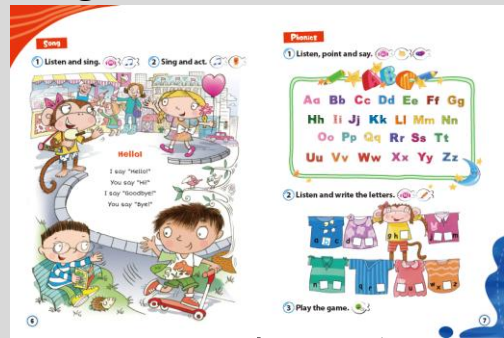 Song
1 Listen and sing.
2 Sing and act.
Hello!
I say "Hello!"
You say "Hi!"
I say "Goodbye!"
You say "Bye!"
6
Phonics
1 Listen, point and say.
ABC
Aa Bb Cc Dd Ee Ff Gg
Hh Ii Jj Kk Ll Mm Nn
Oo Pp Qq Rr Ss Tt
Uu Vv Ww Xx Yy Zz
2 Listen and write the letters.
a c d g h m
n q r u w z
3 Play the game.
7